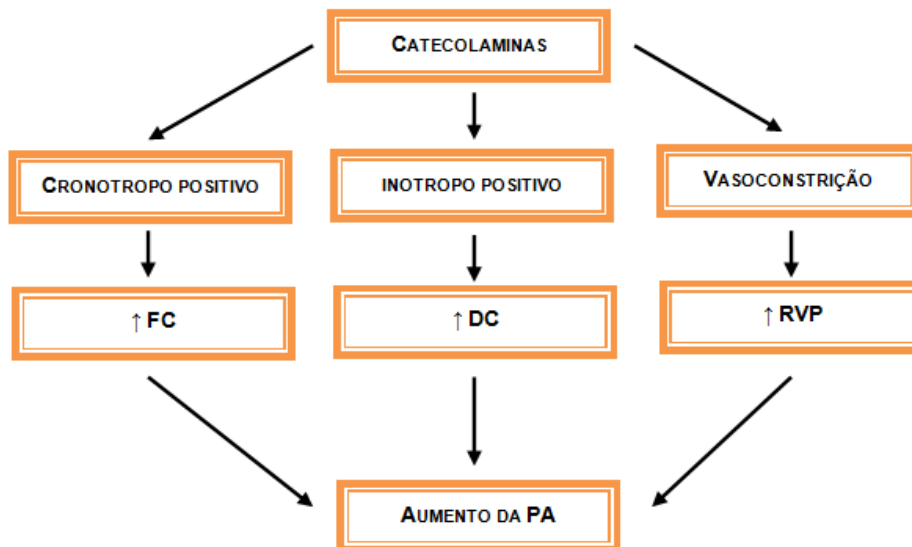 CATECOLAMINAS
CRONOTROPO POSITIVO
INOTROPO POSITIVO
VASOCONSTRIÇÃO
↑ FC
↑ DC
↑ RVP
AUMENTO DA PA